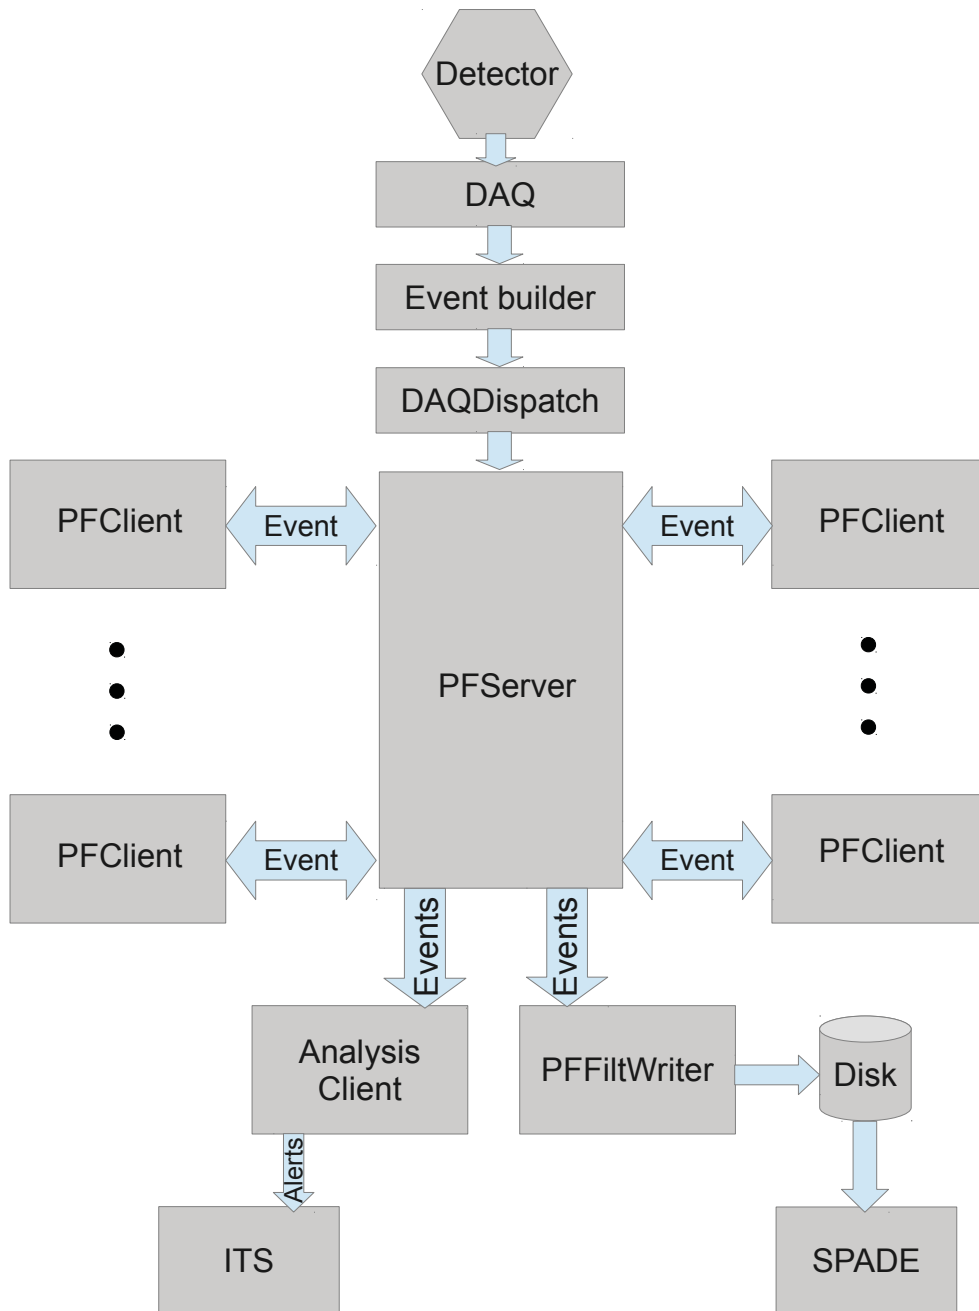 Detector
DAQ
Event builder
DAQDispatch
PFClient
Event
Event
PFClient
PFServer
PFClient
Event
Event
PFClient
Events
Events
Analysis
Client
PFFiltWriter
Disk
Alerts
ITS
SPADE